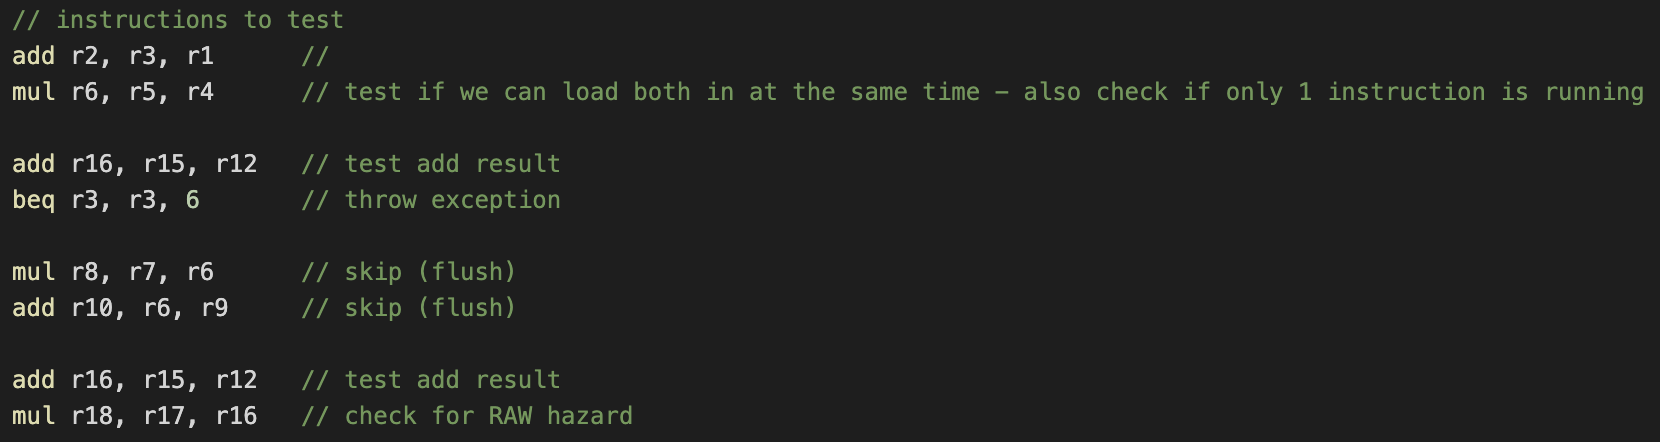 // instructions to test
add r2, r3, r1      //
mul r6, r5, r4      // test if we can load both in at the same time – also check if only 1 instruction is running
add r16, r15, r12   // test add result
beq r3, r3, 6       // throw exception
mul r8, r7, r6      // skip (flush)
add r10, r6, r9     // skip (flush)
add r16, r15, r12   // test add result
mul r18, r17, r16   // check for RAW hazard